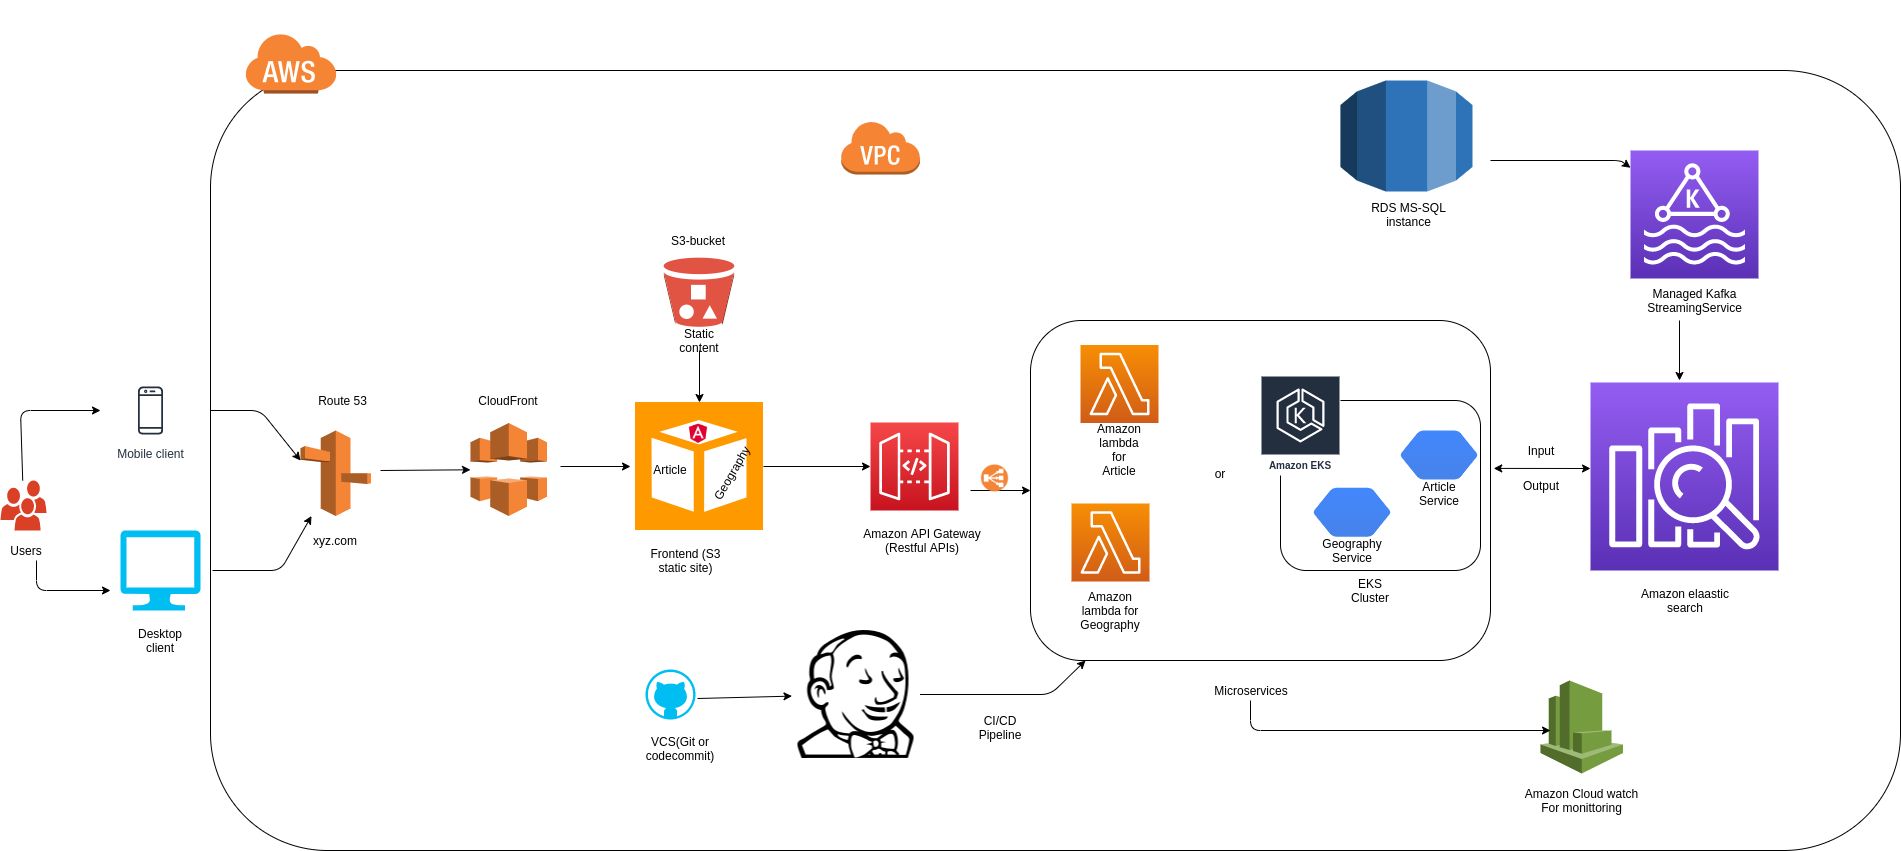 AWS
VPC
RDS MS-SQL
instance
K
Managed Kafka
StreamingService
S3-bucket
Static
content
Mobile client
Route 53
CloudFront
Article
Geography
A
Amazon
lambda
for
Article
or
K
Amazon EKS
Article
Service
Geography
Service
EKS
Cluster
Input
Output
Users
xyz.com
Desktop
client
Frontend (S3
static site)
Amazon API Gateway
(Restful APIs)
Amazon
lambda for
Geography
Amazon elaastic
search
VCS(Git or
codecommit)
CI/CD
Pipeline
Microservices
Amazon Cloud watch
For monittoring